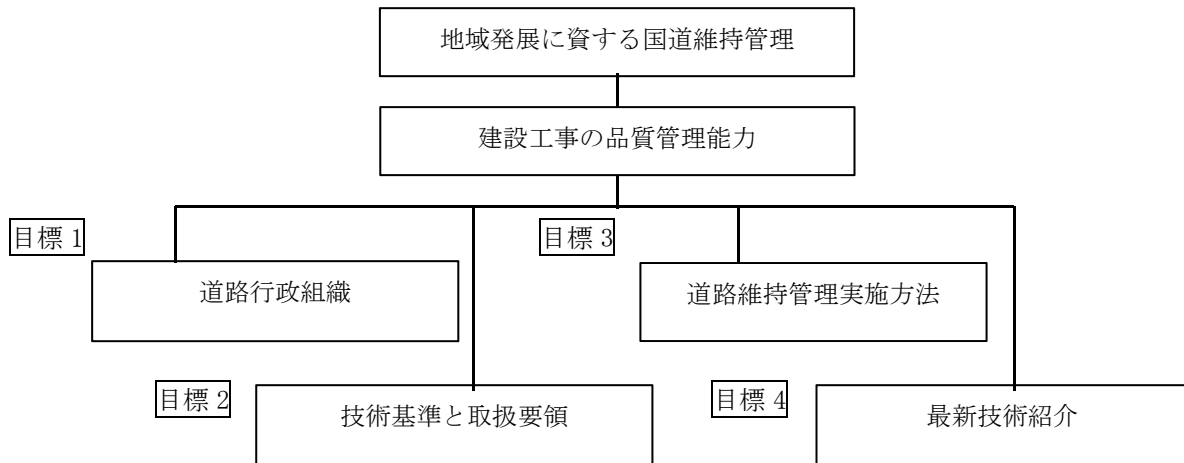 地域発展に資する国道維持管理
建設工事の品質管理能力
目標 1
目標 3
道路行政組織
道路維持管理実施方法
目標 2
目標 4
技術基準と取扱要領
最新技術紹介